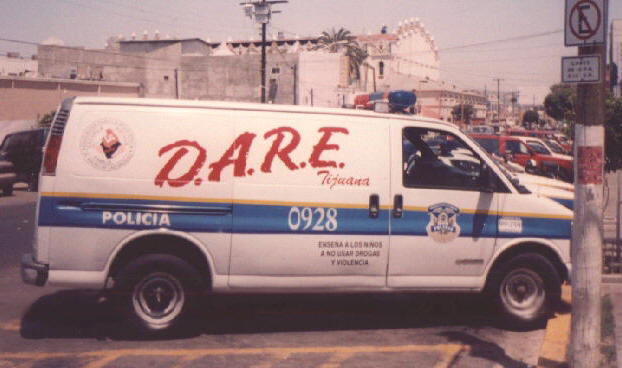 D.A.R.E.
Tijuana
POLICIA
0928
ENSEÑA A LOS NIÑOS
A NO USAR DROGAS
Y VIOLENCIA
E